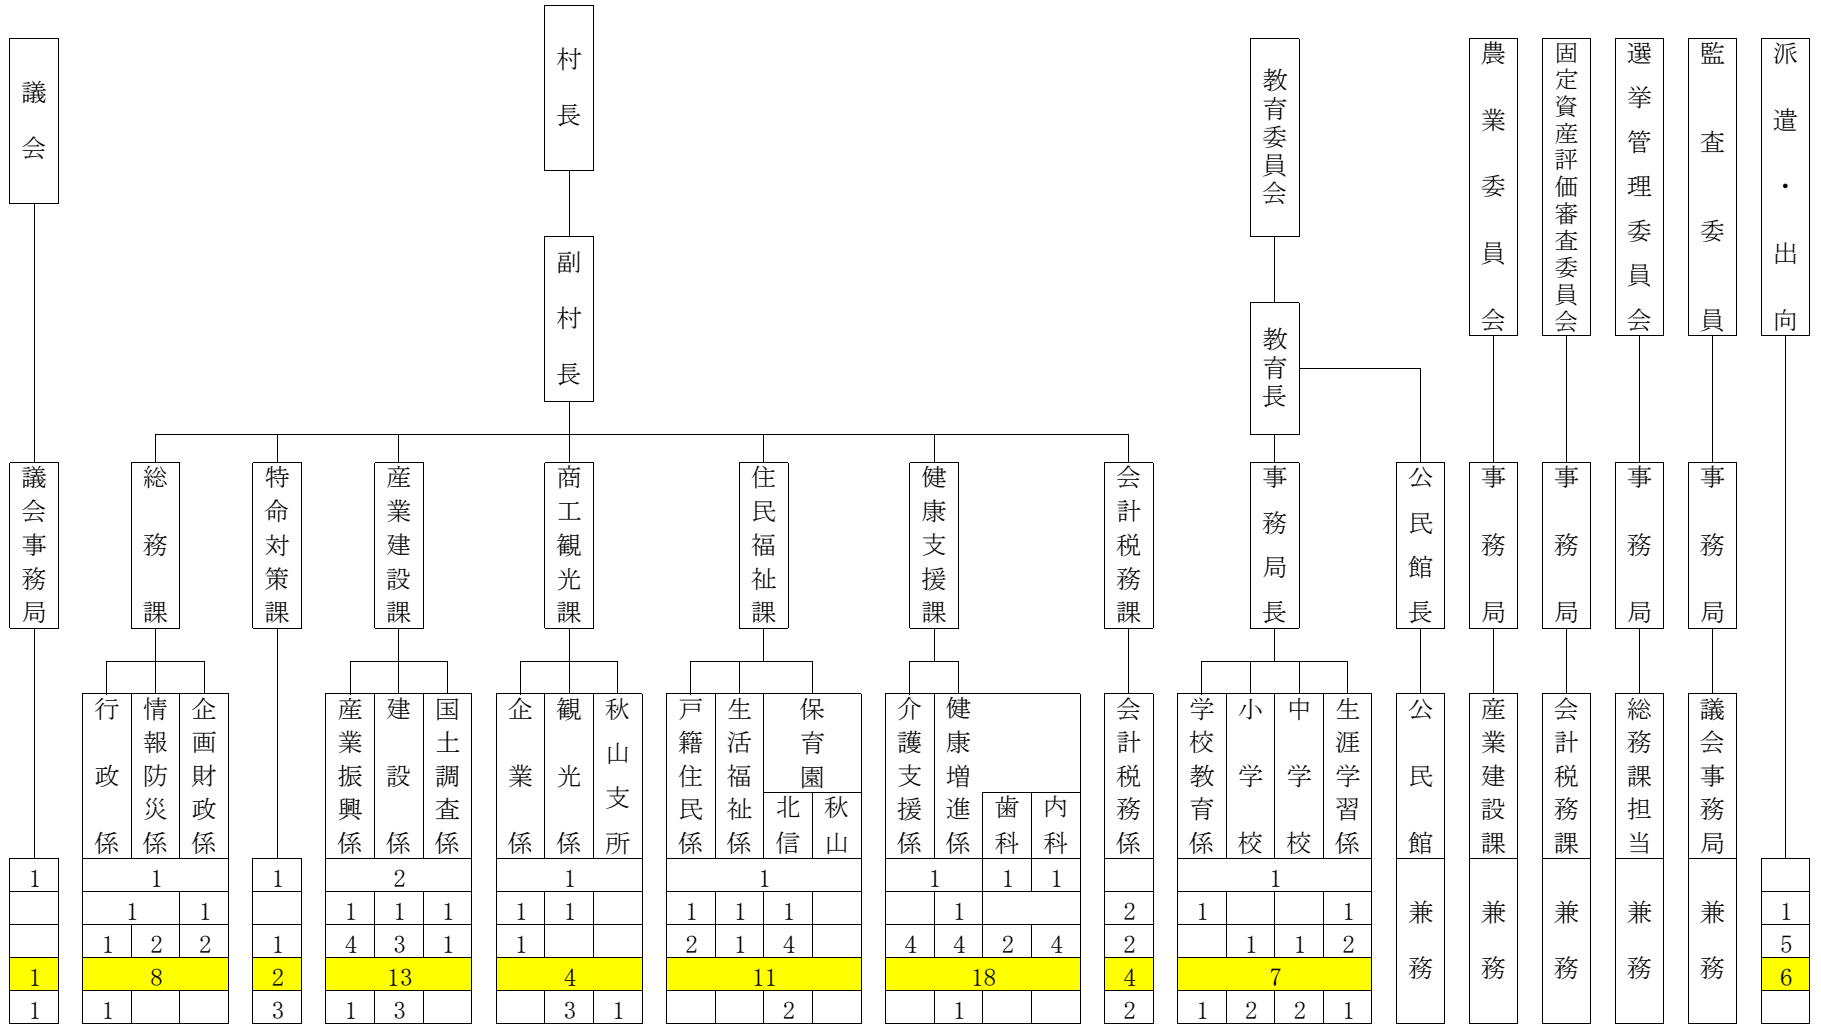 村長
議会
教育委員会
農業委員会
固定資産評価審査委員会
選挙管理委員会
監査委員
派遣・出向
副村長
教育長
議会事務局
総務課
特命対策課
産業建設課
商工観光課
住民福祉課
健康支援課
会計税務課
事務局長
公民館長
事務局
事務局
事務局
事務局
行政係
情報防災係
企画財政係
産業振興係
建設係
国土調査係
企業係
観光係
秋山支所
戸籍住民係
生活福祉係
保育園
北信
秋山
介護支援係
健康増進係
歯科
内科
会計税務係
学校教育係
小学校
中学校
生涯学習係
公民館
産業建設課
会計税務課
総務課担当
議会事務局
1 1 1 2 1 1 1 1 1 1
1 1 1 1 1 1 1 1 1 1 1 2 1 1 1
1 2 2 1 4 3 1 1 2 1 4 4 4 2 4 2 1 1 2 5
1 8 2 13 4 11 18 4 7 6
1 1 3 1 3 3 1 2 1 2 1 2 2 1
兼務
兼務
兼務
兼務
兼務